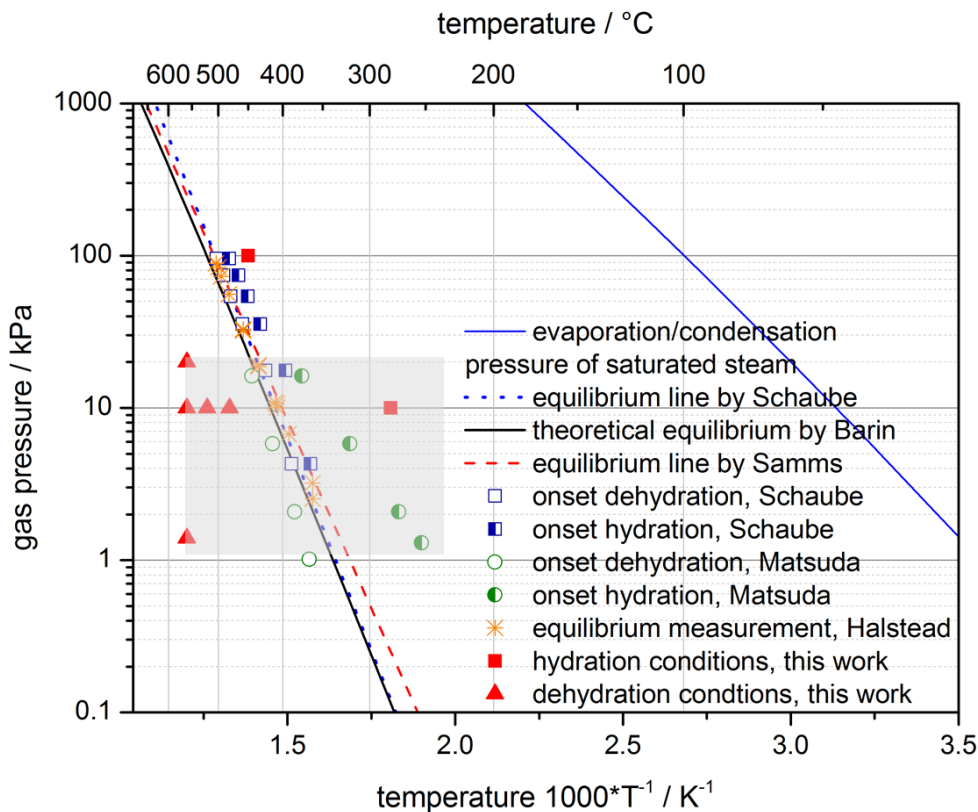 temperature / °C
600 500 400 300 200 100
1000
100
10
1
0.1
gas pressure / kPa
evaporation/condensation
pressure of saturated steam
equilibrium line by Schaube
theoretical equilibrium by Barin
equilibrium line by Samms
onset dehydration, Schaube
onset hydration, Schaube
onset dehydration, Matsuda
onset hydration, Matsuda
equilibrium measurement, Halstead
hydration conditions, this work
dehydration condtions, this work
1.5 2.0 2.5 3.0 3.5
temperature 1000*T⁻¹ / K⁻¹